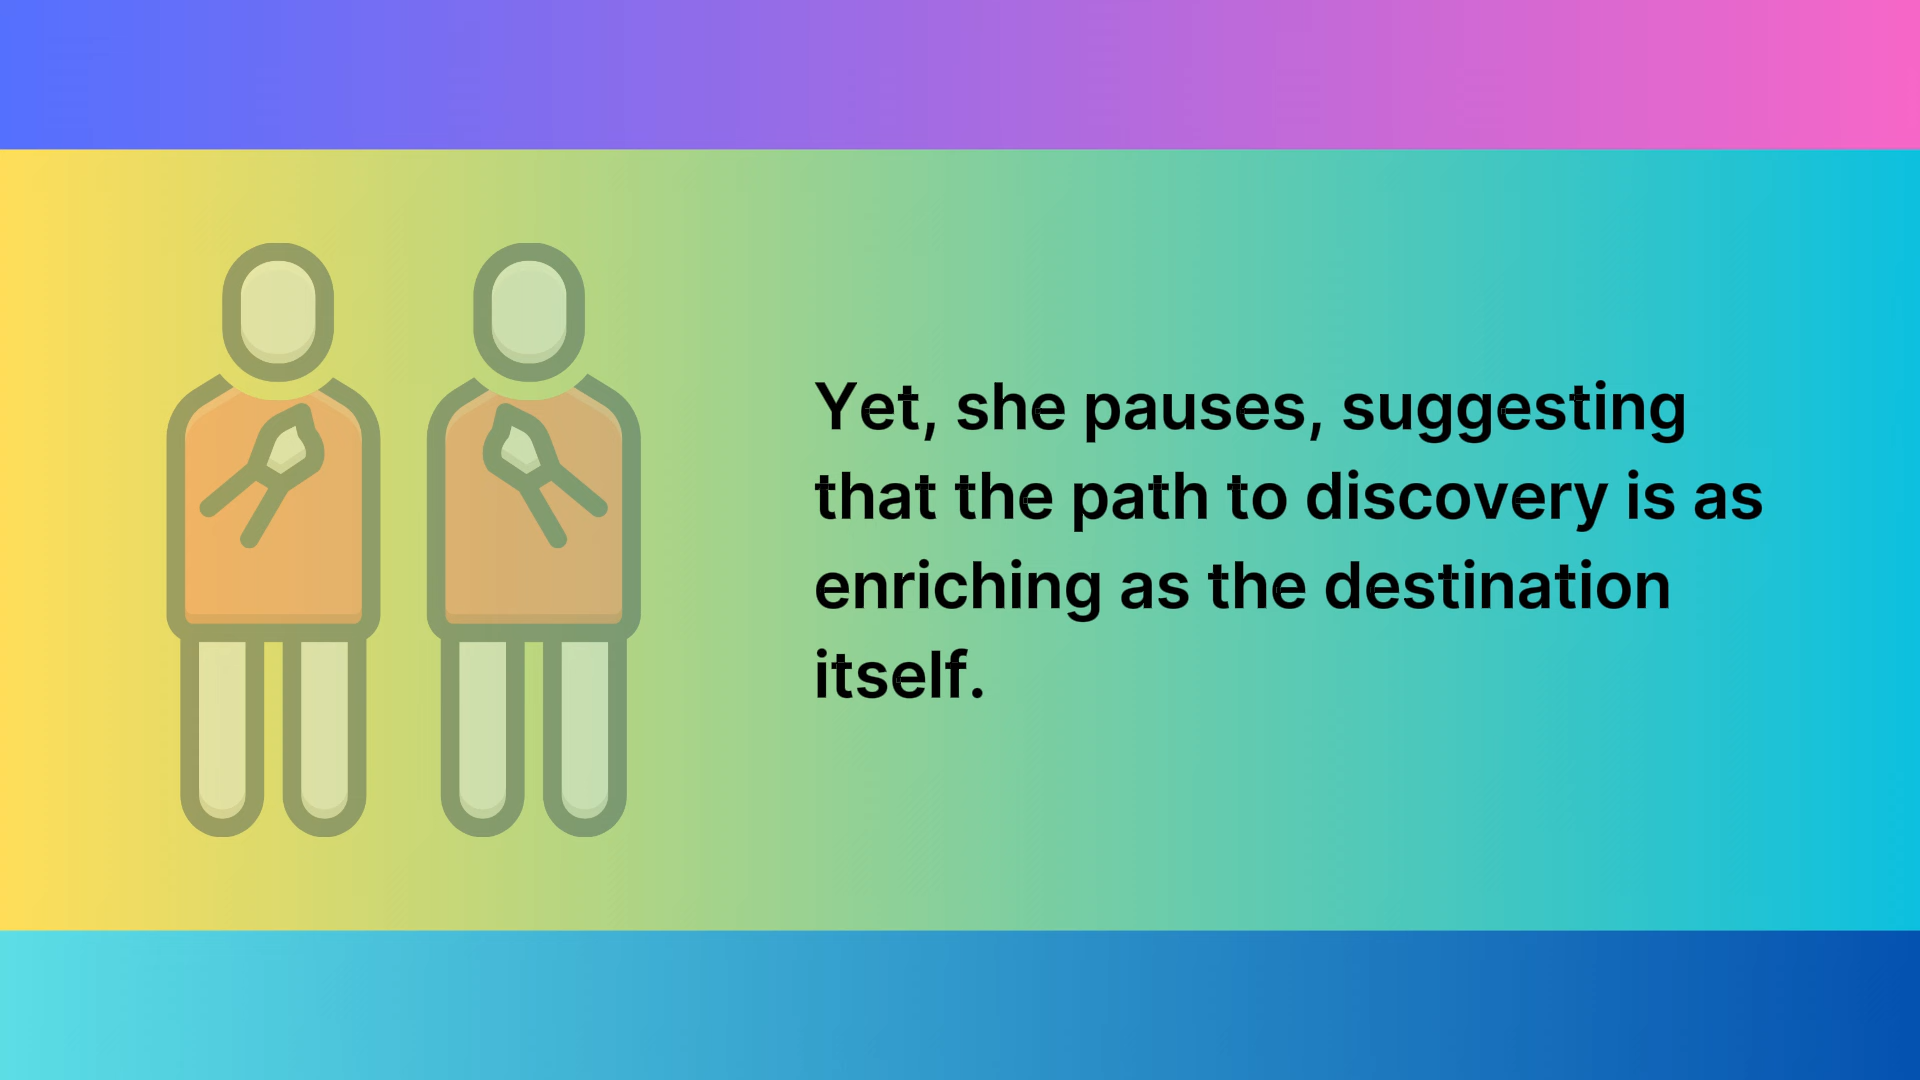 Yet, she pauses, suggesting
that the path to discovery is as
enriching as the destination
itself.